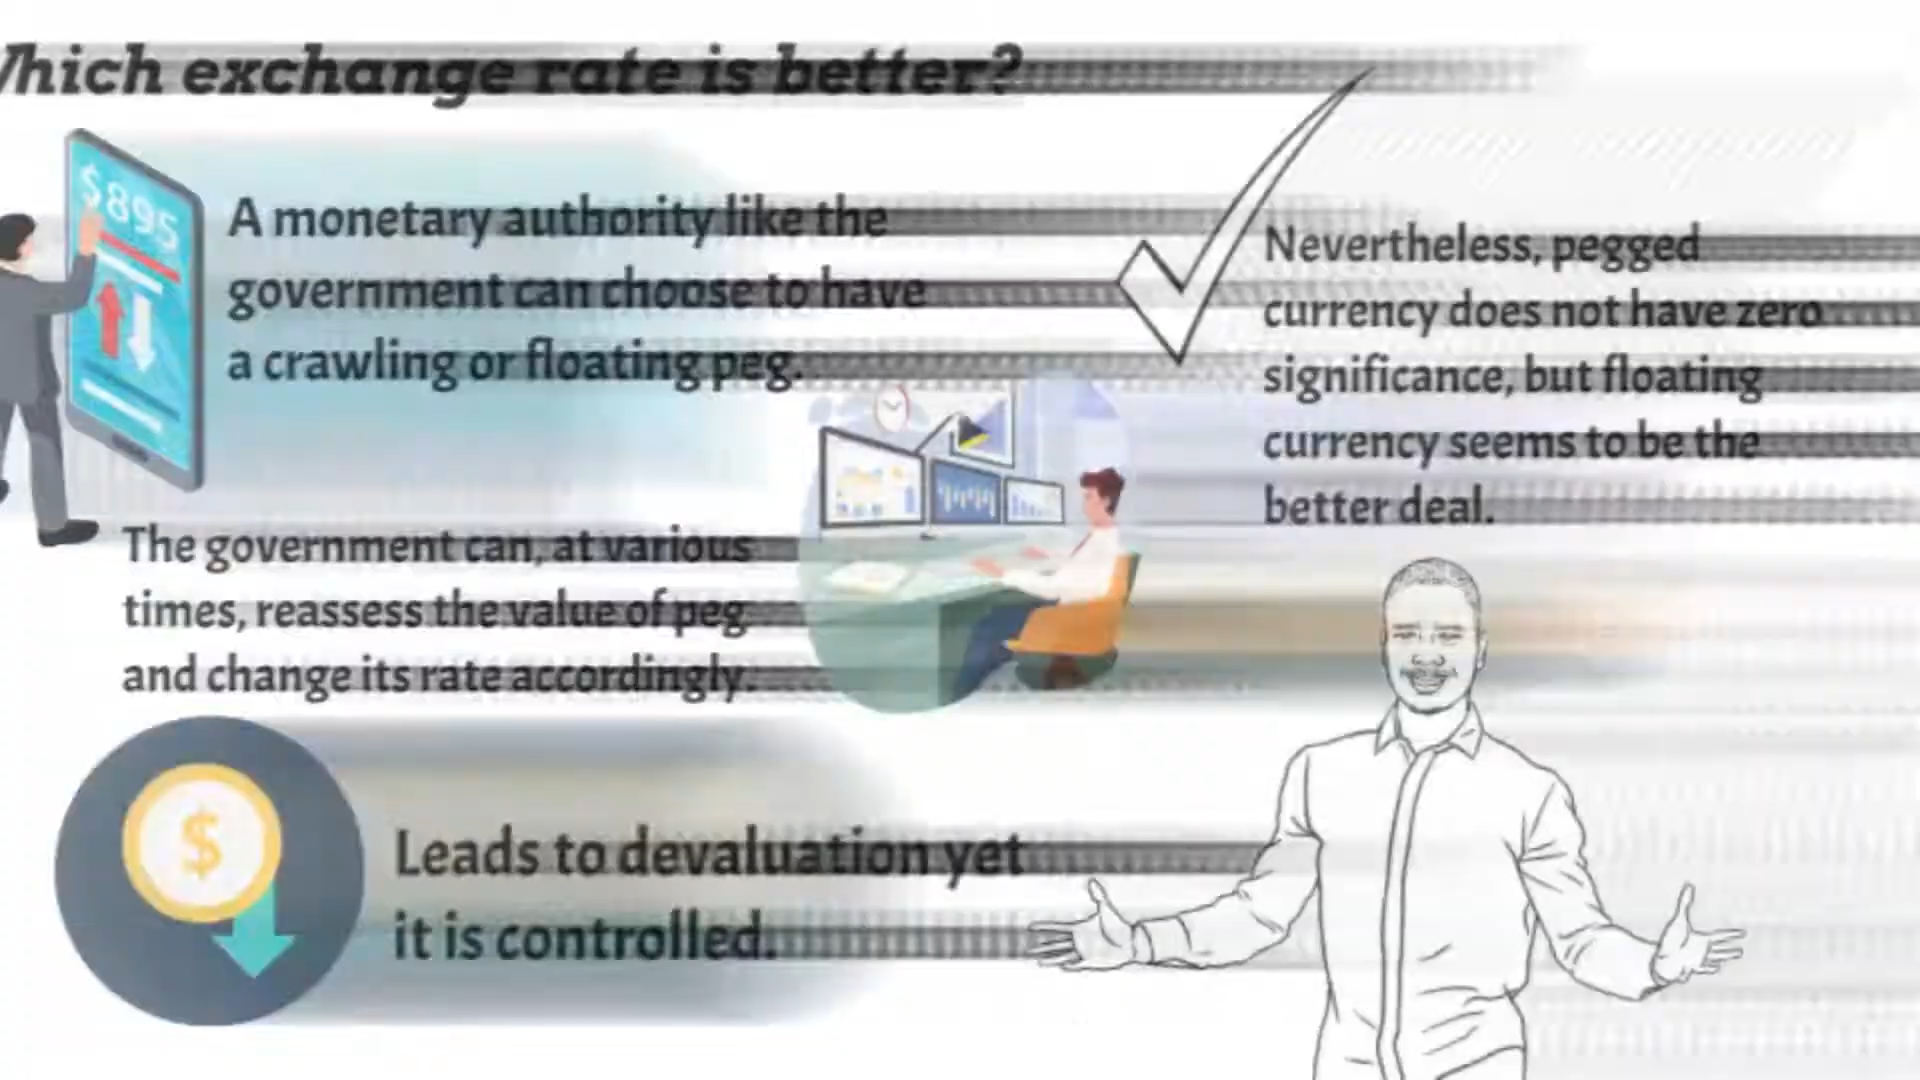 Which exchange rate is better?
$895
A monetary authority like the
government can choose to have
a crawling or floating peg.
The government can, at various
times, reassess the value of peg
and change its rate accordingly.
$
Leads to devaluation yet
it is controlled.
Nevertheless, pegged
currency does not have zero
significance, but floating
currency seems to be the
better deal.